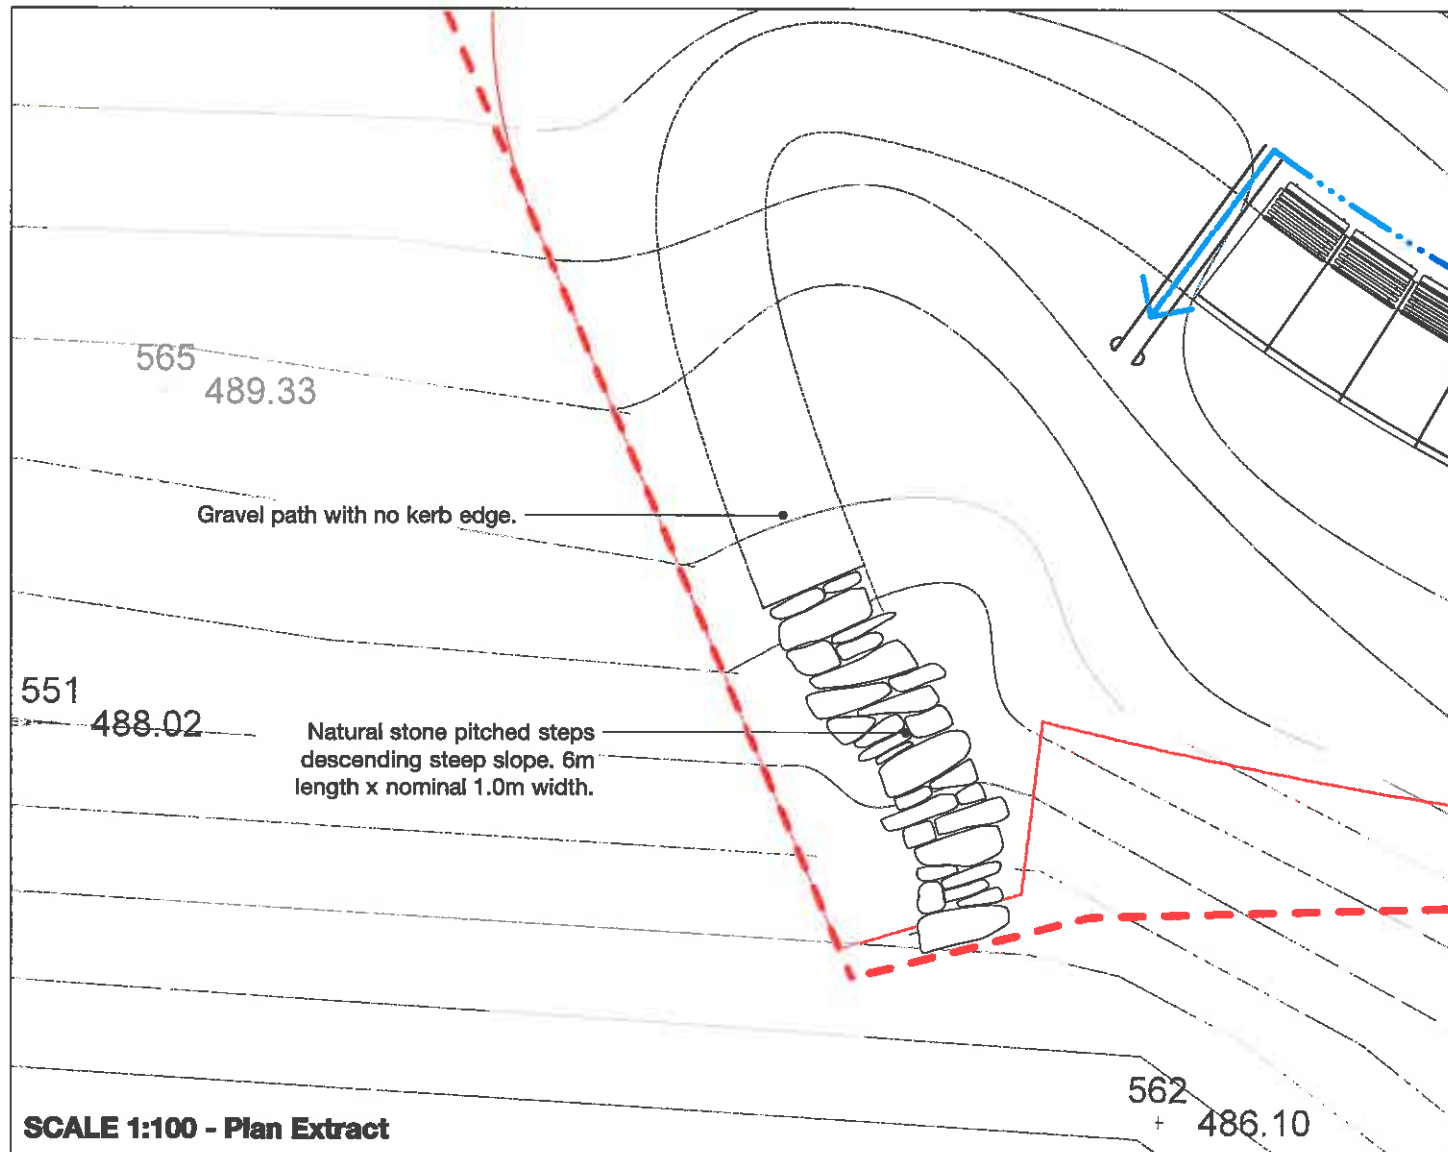 565
489.33
Gravel path with no kerb edge.
551
488.02
Natural stone pitched steps
descending steep slope. 6m
length x nominal 1.0m width.
562
486.10
SCALE 1:100 - Plan Extract